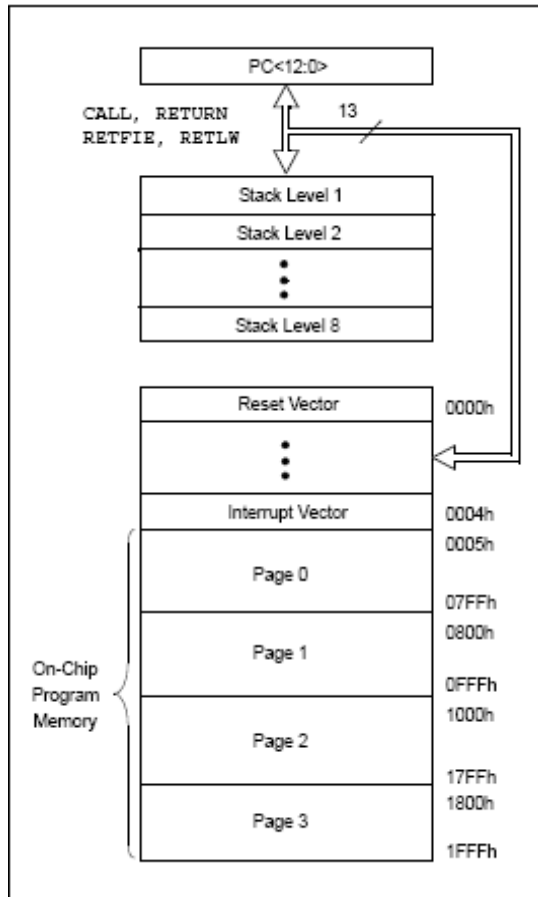 PC<12:0>
CALL, RETURN
RETFIE, RETLW
13
Stack Level 1
Stack Level 2
Stack Level 8
Reset Vector
0000h
Interrupt Vector
0004h
0005h
Page 0
07FFh
0800h
Page 1
0FFFh
On-Chip
Program
Memory
1000h
Page 2
17FFh
1800h
Page 3
1FFFh